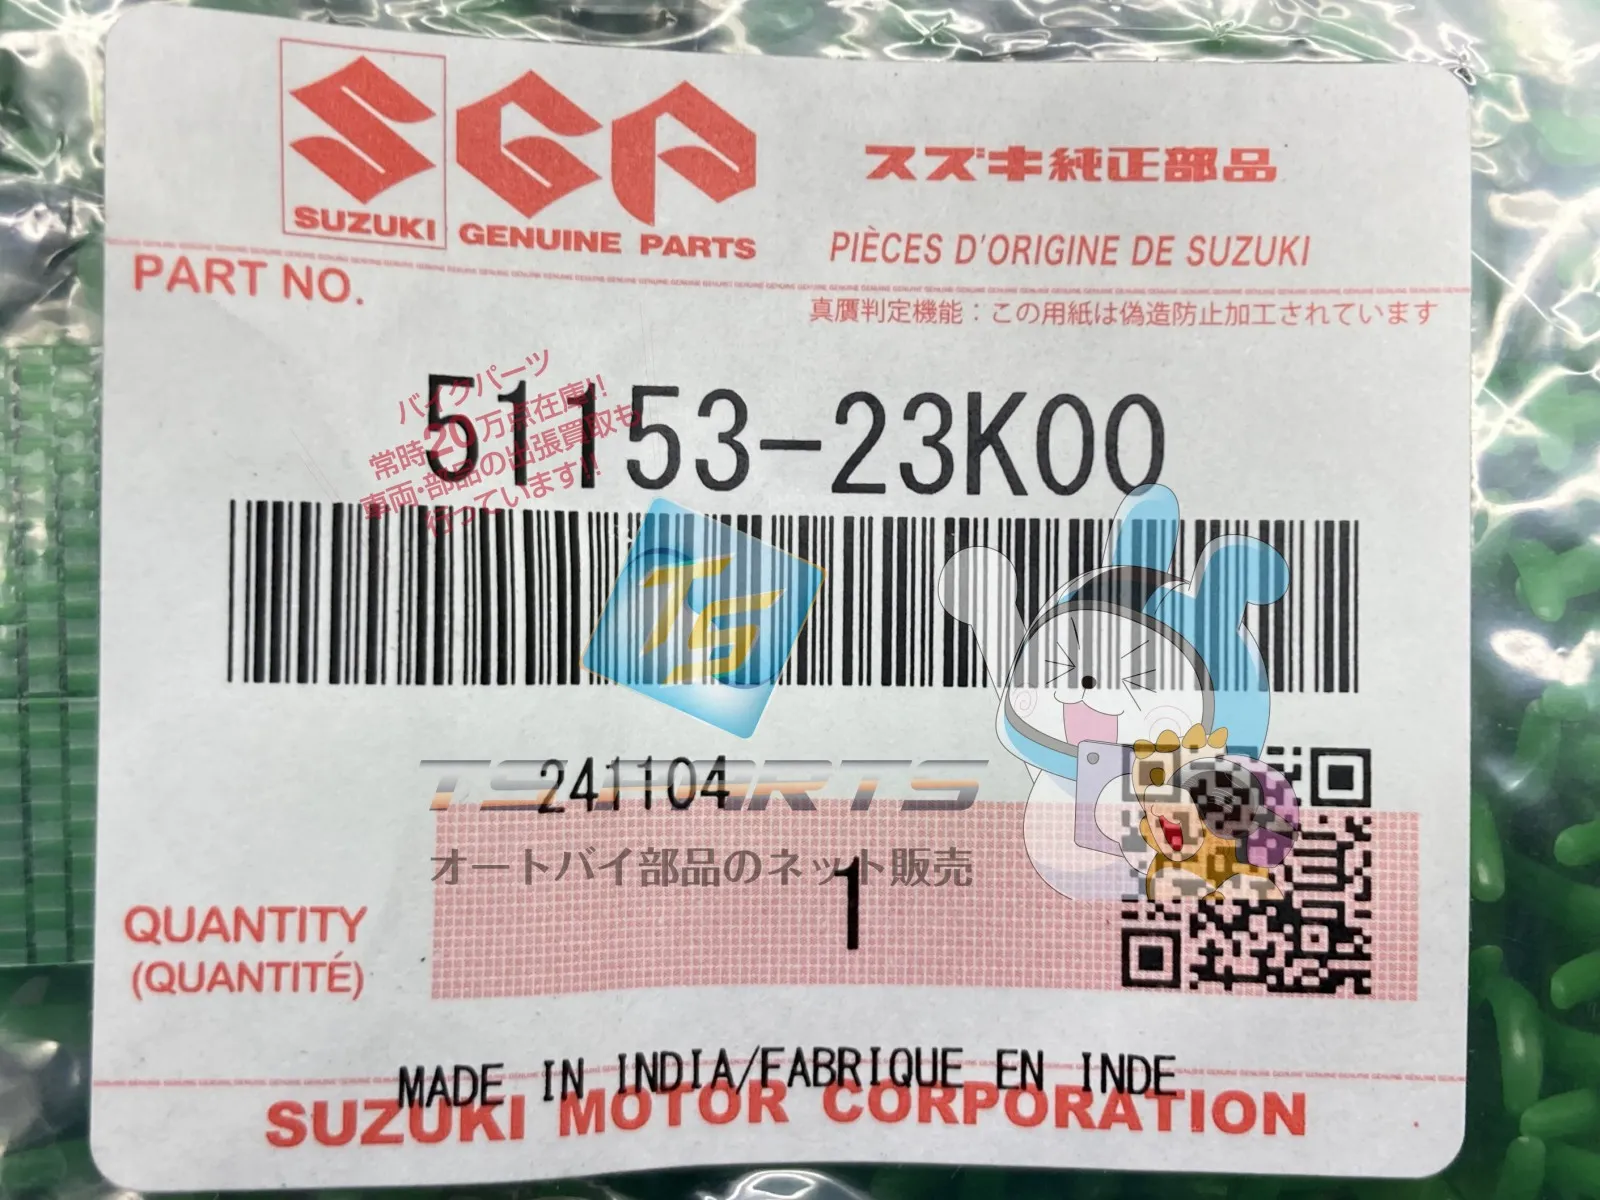 SUZUKI
GENUINE PARTS
スズキ純正部品
PIÈCES D'ORIGINE DE SUZUKI
PART NO.
真贋判定機能：この用紙は偽造防止加工されています
バイクパーツ
常時20万点在庫!!
車両・部品の出張買取も
行っています!!
51153-23K00
TS
241104
TS PARTS
オートバイ部品のネット販売
1
QUANTITY
(QUANTITÉ)
MADE IN INDIA/FABRIQUE EN INDE
SUZUKI MOTOR CORPORATION